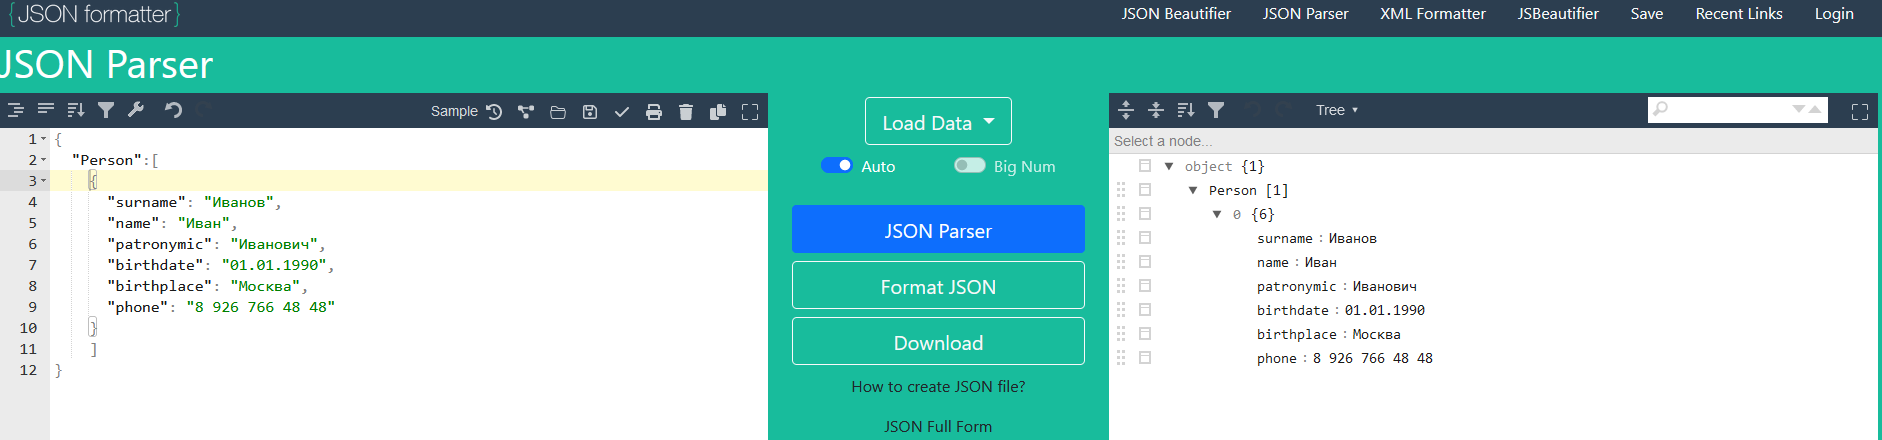 {JSON formatter}
JSON Beautifier JSON Parser XML Formatter JSBeautifier Save Recent Links Login
JSON Parser
Sample
1 {
2 "Person":[
3 {
4 "surname": "Иванов",
5 "name": "Иван",
6 "patronymic": "Иванович",
7 "birthdate": "01.01.1990",
8 "birthplace": "Москва",
9 "phone": "8 926 766 48 48"
10 }
11 ]
12 }
Load Data
Auto Big Num
JSON Parser
Format JSON
Download
How to create JSON file?
JSON Full Form
Tree
Select a node...
object {1}
Person [1]
0 {6}
surname : Иванов
name : Иван
patronymic : Иванович
birthdate : 01.01.1990
birthplace : Москва
phone : 8 926 766 48 48